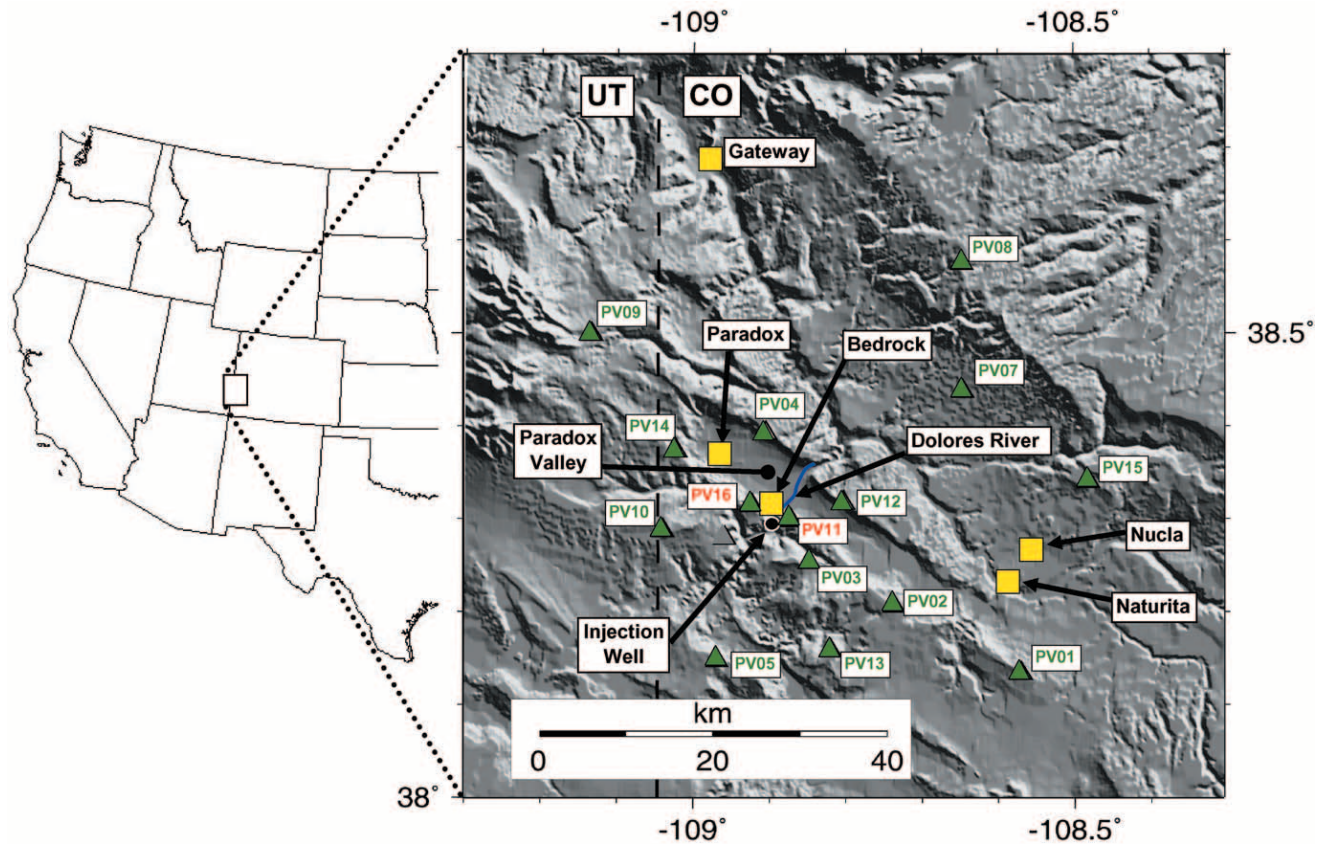 -109°
-108.5°
UT
CO
Gateway
PV08
PV09
Paradox
Bedrock
38.5°
PV07
PV04
PV14
Dolores River
Paradox
Valley
PV15
PV16
PV12
PV10
PV11
Nucla
PV03
PV02
Naturita
Injection
Well
PV05
PV13
PV01
km
0
20
40
38°
-109°
-108.5°